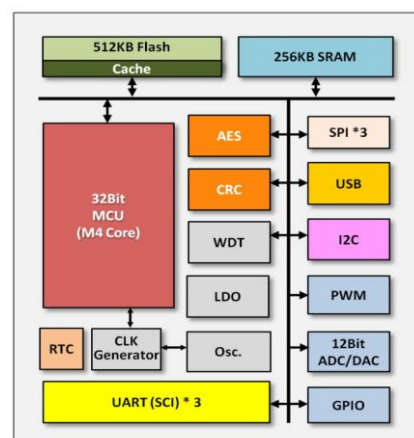 512KB Flash
Cache
256KB SRAM
32Bit
MCU
(M4 Core)
AES
SPI *3
CRC
USB
WDT
I2C
LDO
PWM
RTC
CLK
Generator
Osc.
12Bit
ADC/DAC
UART (SCI) * 3
GPIO